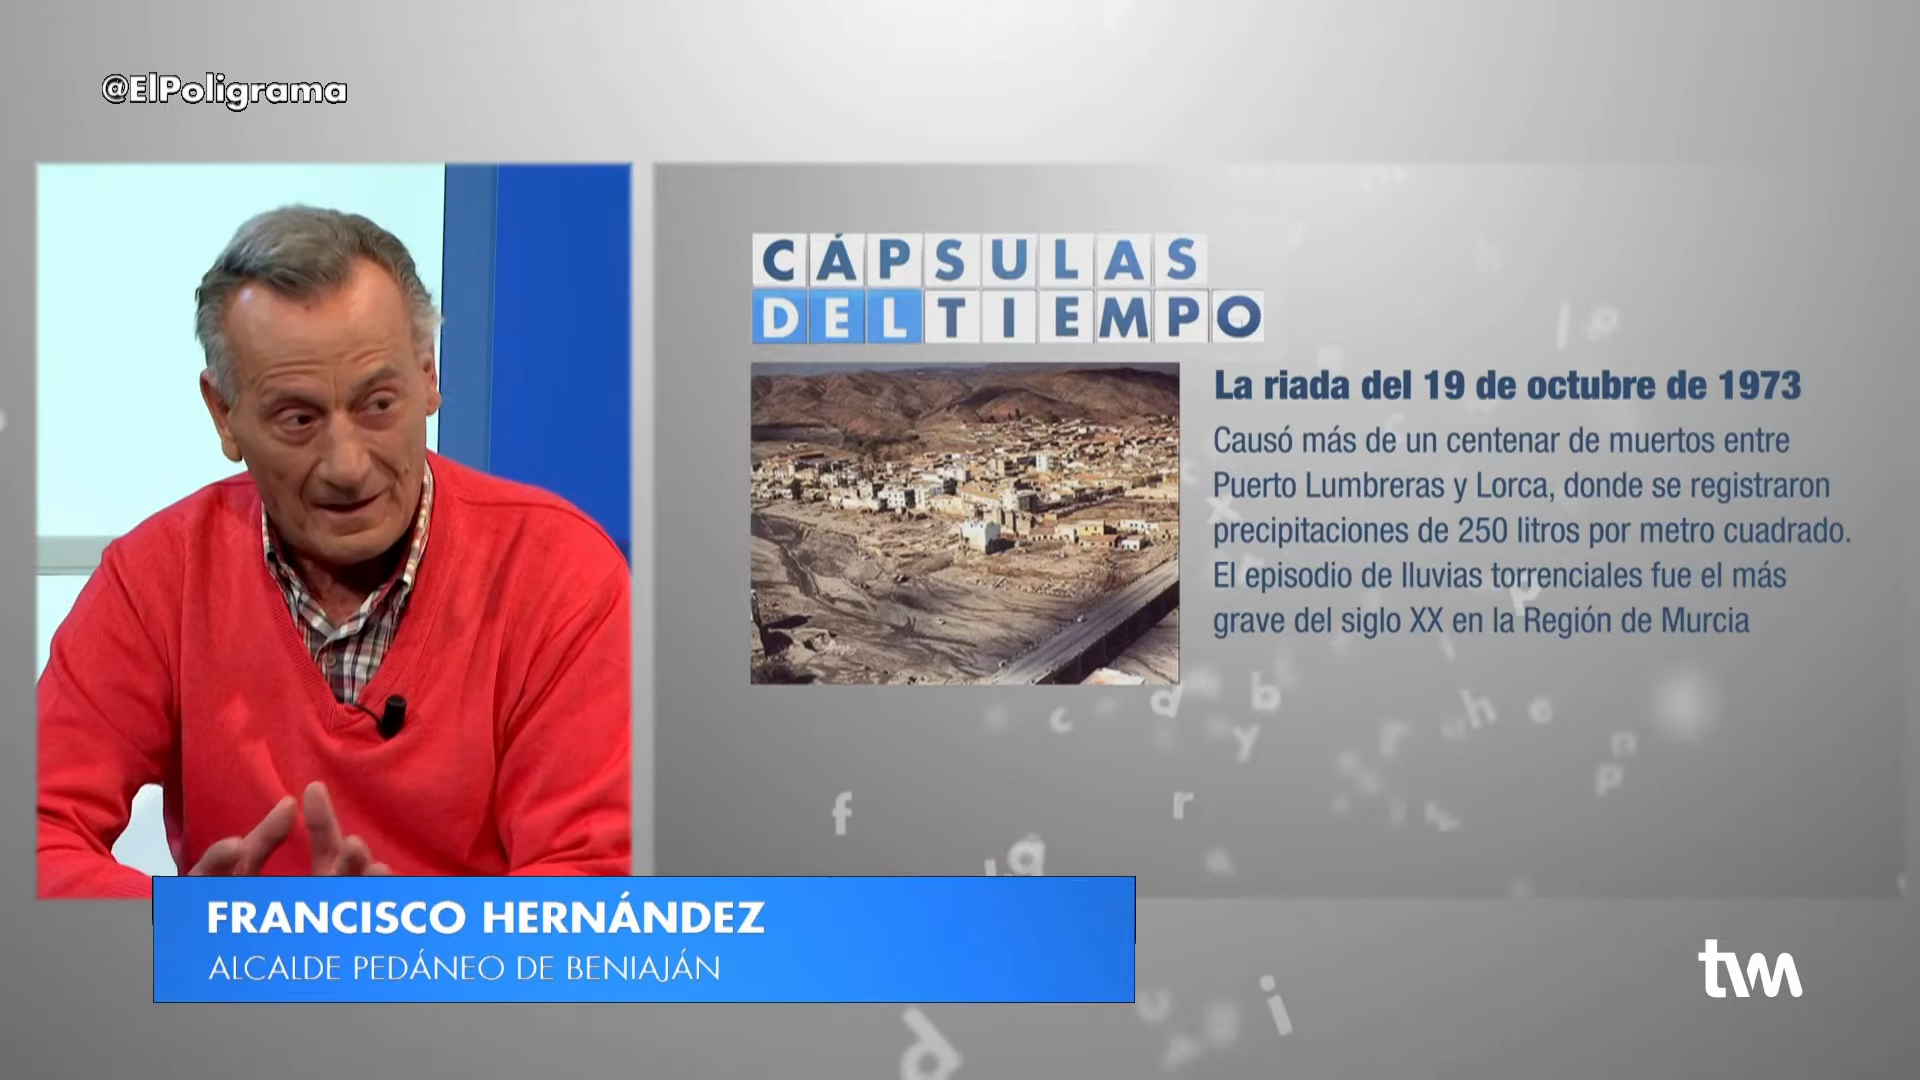 @ElPoligrama
CÁPSULAS
DEL TIEMPO
La riada del 19 de octubre de 1973
Causó más de un centenar de muertos entre
Puerto Lumbreras y Lorca, donde se registraron
precipitaciones de 250 litros por metro cuadrado.
El episodio de lluvias torrenciales fue el más
grave del siglo XX en la Región de Murcia
FRANCISCO HERNÁNDEZ
ALCALDE PEDÁNEO DE BENIAJÁN
tvm